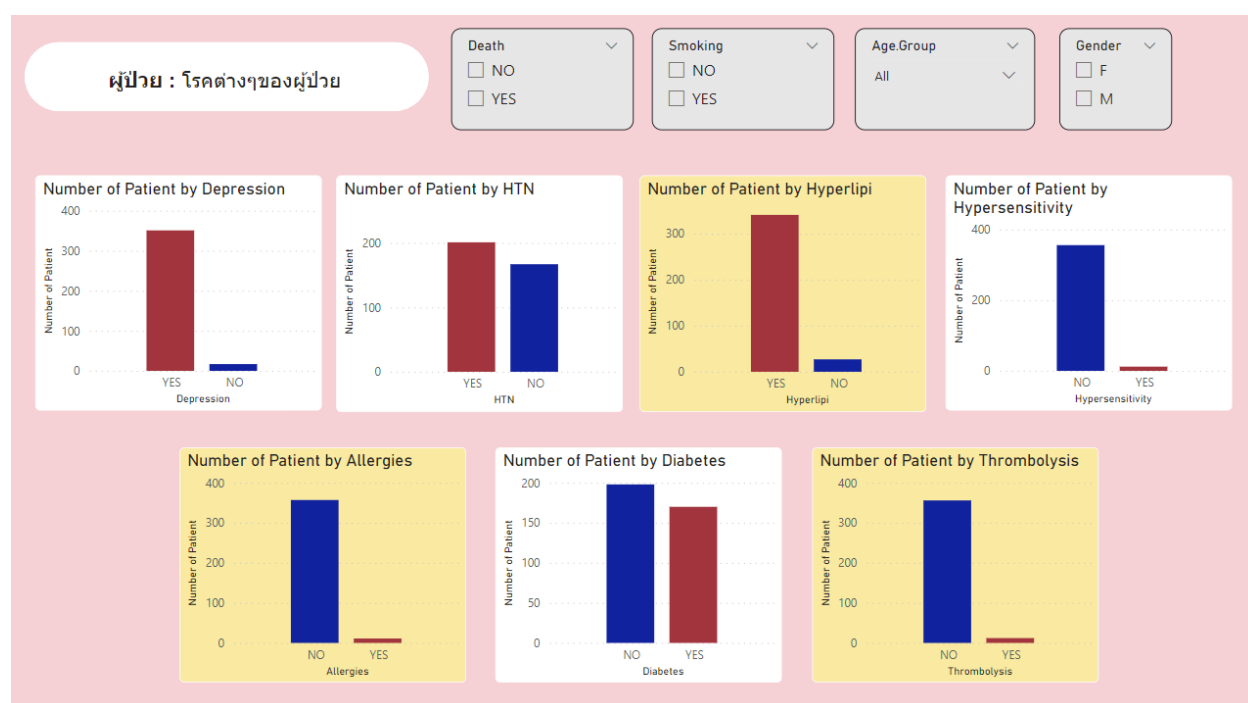 ผู้ป่วย : โรคต่างๆของผู้ป่วย
Death
NO
YES
Smoking
NO
YES
Age.Group
All
Gender
F
M
Number of Patient by Depression
Number of Patient
400
300
200
100
0
YES NO
Depression
Number of Patient by HTN
Number of Patient
200
100
0
YES NO
HTN
Number of Patient by Hyperlipi
Number of Patient
300
200
100
0
YES NO
Hyperlipi
Number of Patient by
Hypersensitivity
Number of Patient
400
200
0
NO YES
Hypersensitivity
Number of Patient by Allergies
Number of Patient
400
300
200
100
0
NO YES
Allergies
Number of Patient by Diabetes
Number of Patient
200
150
100
50
0
NO YES
Diabetes
Number of Patient by Thrombolysis
Number of Patient
400
300
200
100
0
NO YES
Thrombolysis